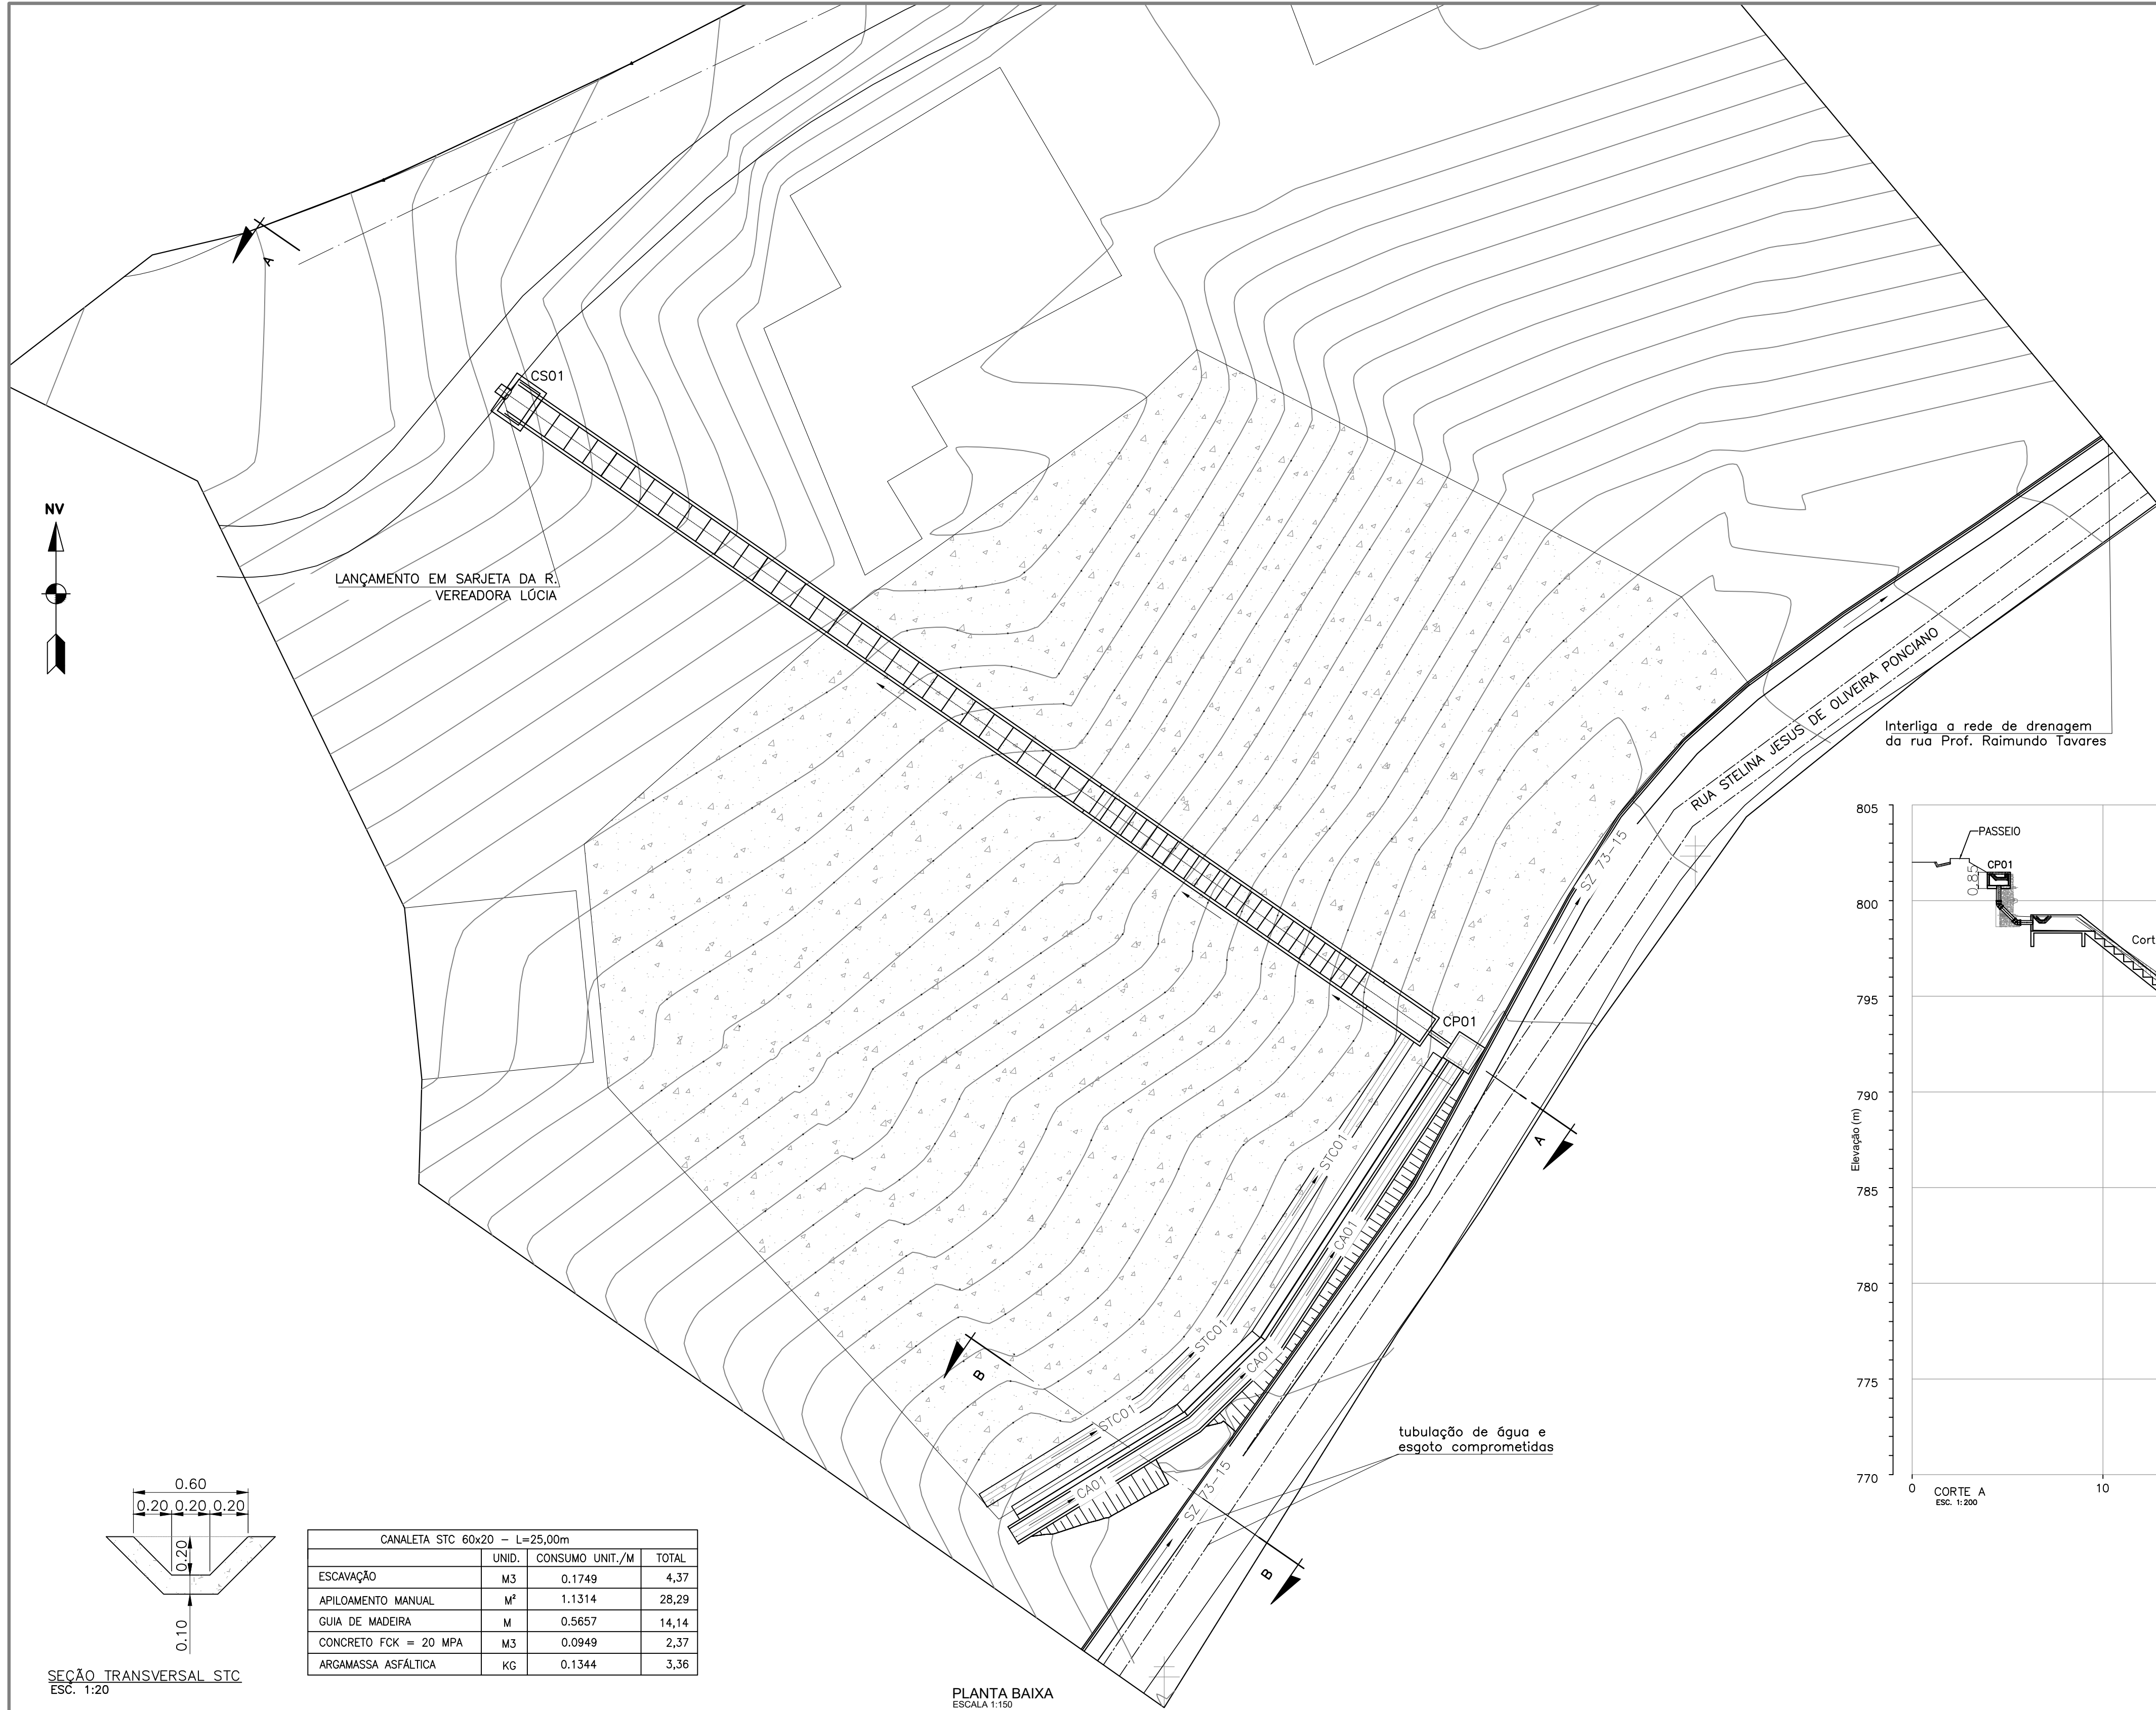 A
CS01
NV
LANÇAMENTO EM SARJETA DA R.
VEREADORA LÚCIA
RUA STELINA JESUS DE OLIVEIRA PONCIANO
Interliga a rede de drenagem
da rua Prof. Raimundo Tavares
SZ 73-15
CP01
A
STC01
CA01
STC01
CA01
B
STC01
CA01
SZ 73-15
tubulação de água e
esgoto comprometidas
B
805
800
795
790
785
780
775
770
Elevação (m)
PASSEIO
CP01
0.85
Cort
0
10
CORTE A
ESC. 1:200
0.60
0.20 0.20 0.20
0.20
0.10
SEÇÃO TRANSVERSAL STC
ESC. 1:20
CANALETA STC 60x20 – L=25,00m
UNID. CONSUMO UNIT./M TOTAL
ESCAVAÇÃO M3 0.1749 4,37
APILOAMENTO MANUAL M² 1.1314 28,29
GUIA DE MADEIRA M 0.5657 14,14
CONCRETO FCK = 20 MPA M3 0.0949 2,37
ARGAMASSA ASFÁLTICA KG 0.1344 3,36
PLANTA BAIXA
ESCALA 1:150